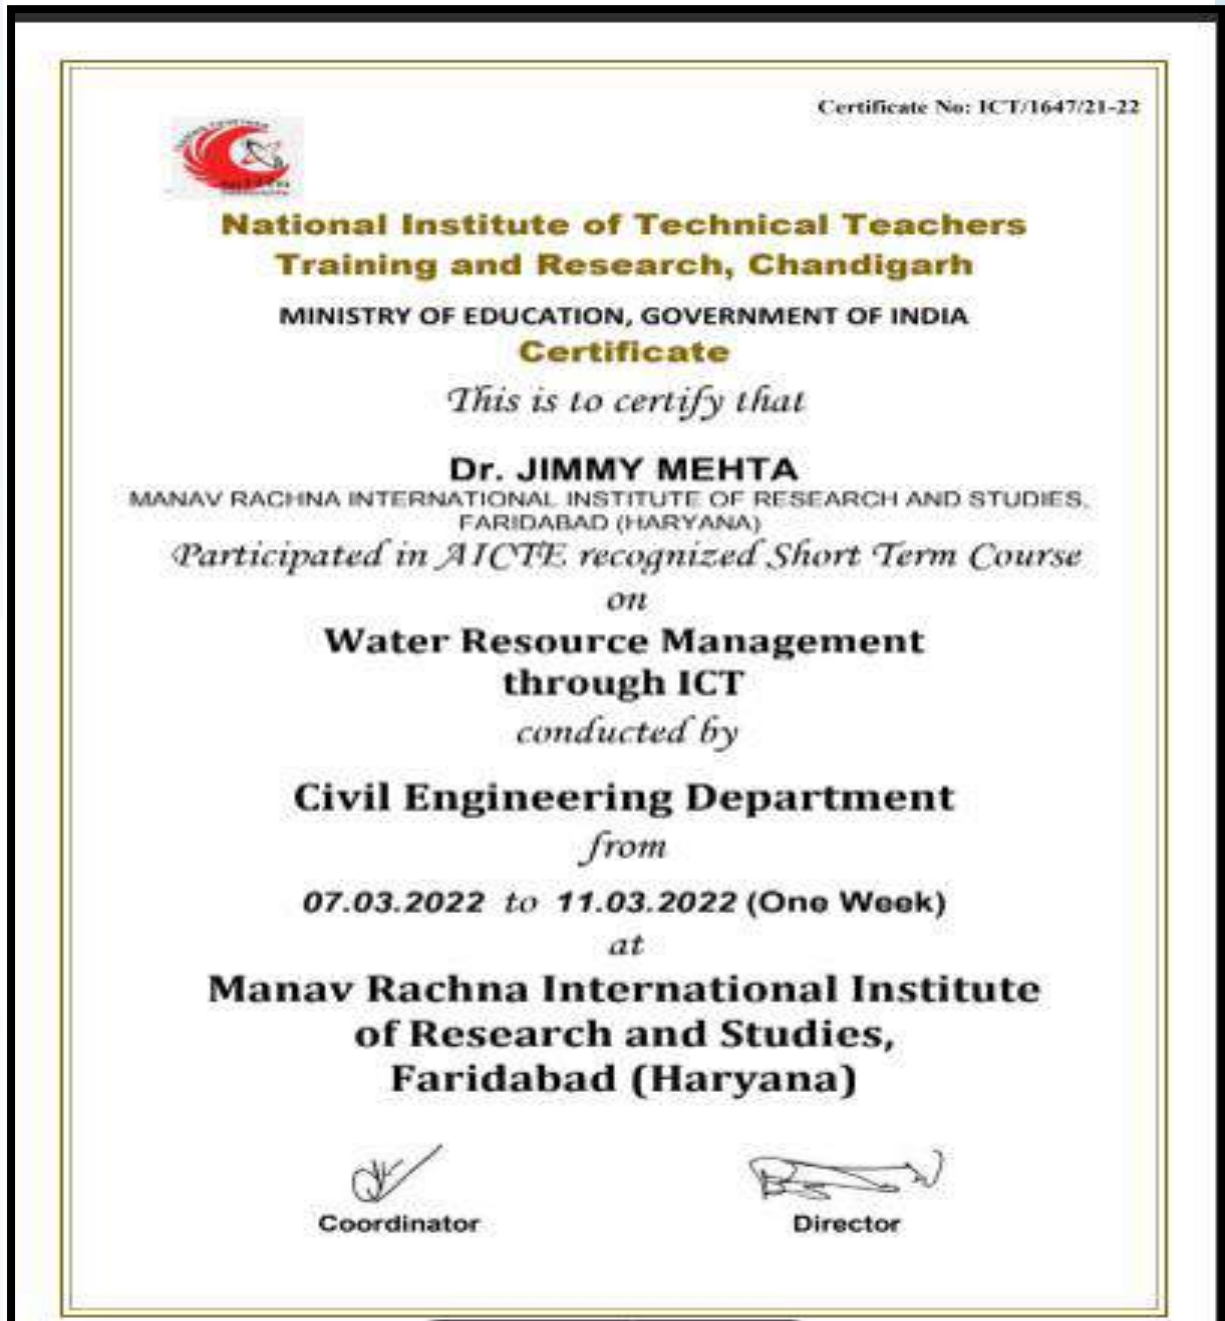 Certificate No: ICT/1647/21-22
National Institute of Technical Teachers
Training and Research, Chandigarh
MINISTRY OF EDUCATION, GOVERNMENT OF INDIA
Certificate
This is to certify that
Dr. JIMMY MEHTA
MANAV RACHNA INTERNATIONAL INSTITUTE OF RESEARCH AND STUDIES,
FARIDABAD (HARYANA)
Participated in AICTE recognized Short Term Course
on
Water Resource Management
through ICT
conducted by
Civil Engineering Department
from
07.03.2022 to 11.03.2022 (One Week)
at
Manav Rachna International Institute
of Research and Studies,
Faridabad (Haryana)
Coordinator
Director